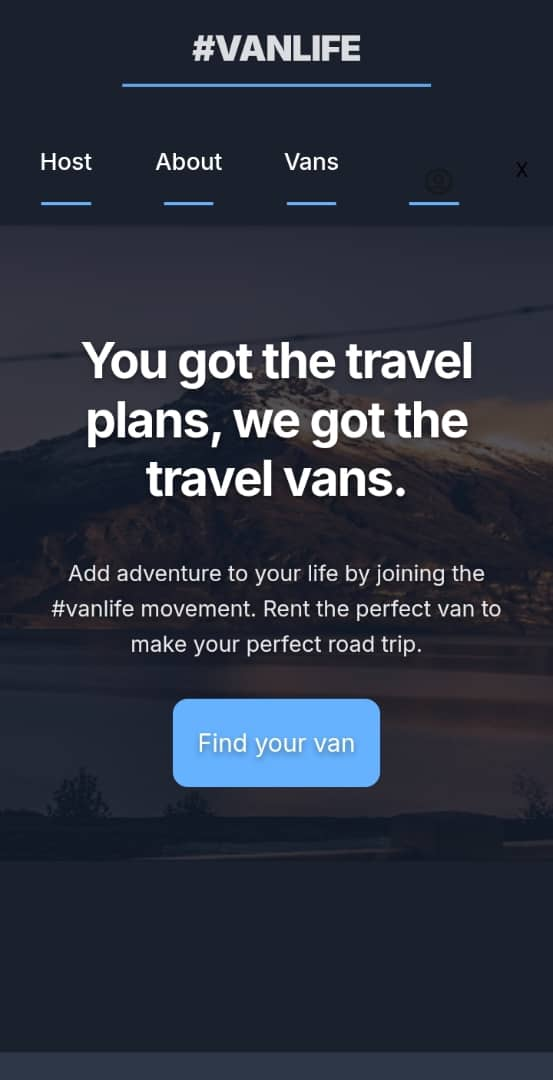 #VANLIFE
Host About Vans X
You got the travel
plans, we got the
travel vans.
Add adventure to your life by joining the
#vanlife movement. Rent the perfect van to
make your perfect road trip.
Find your van